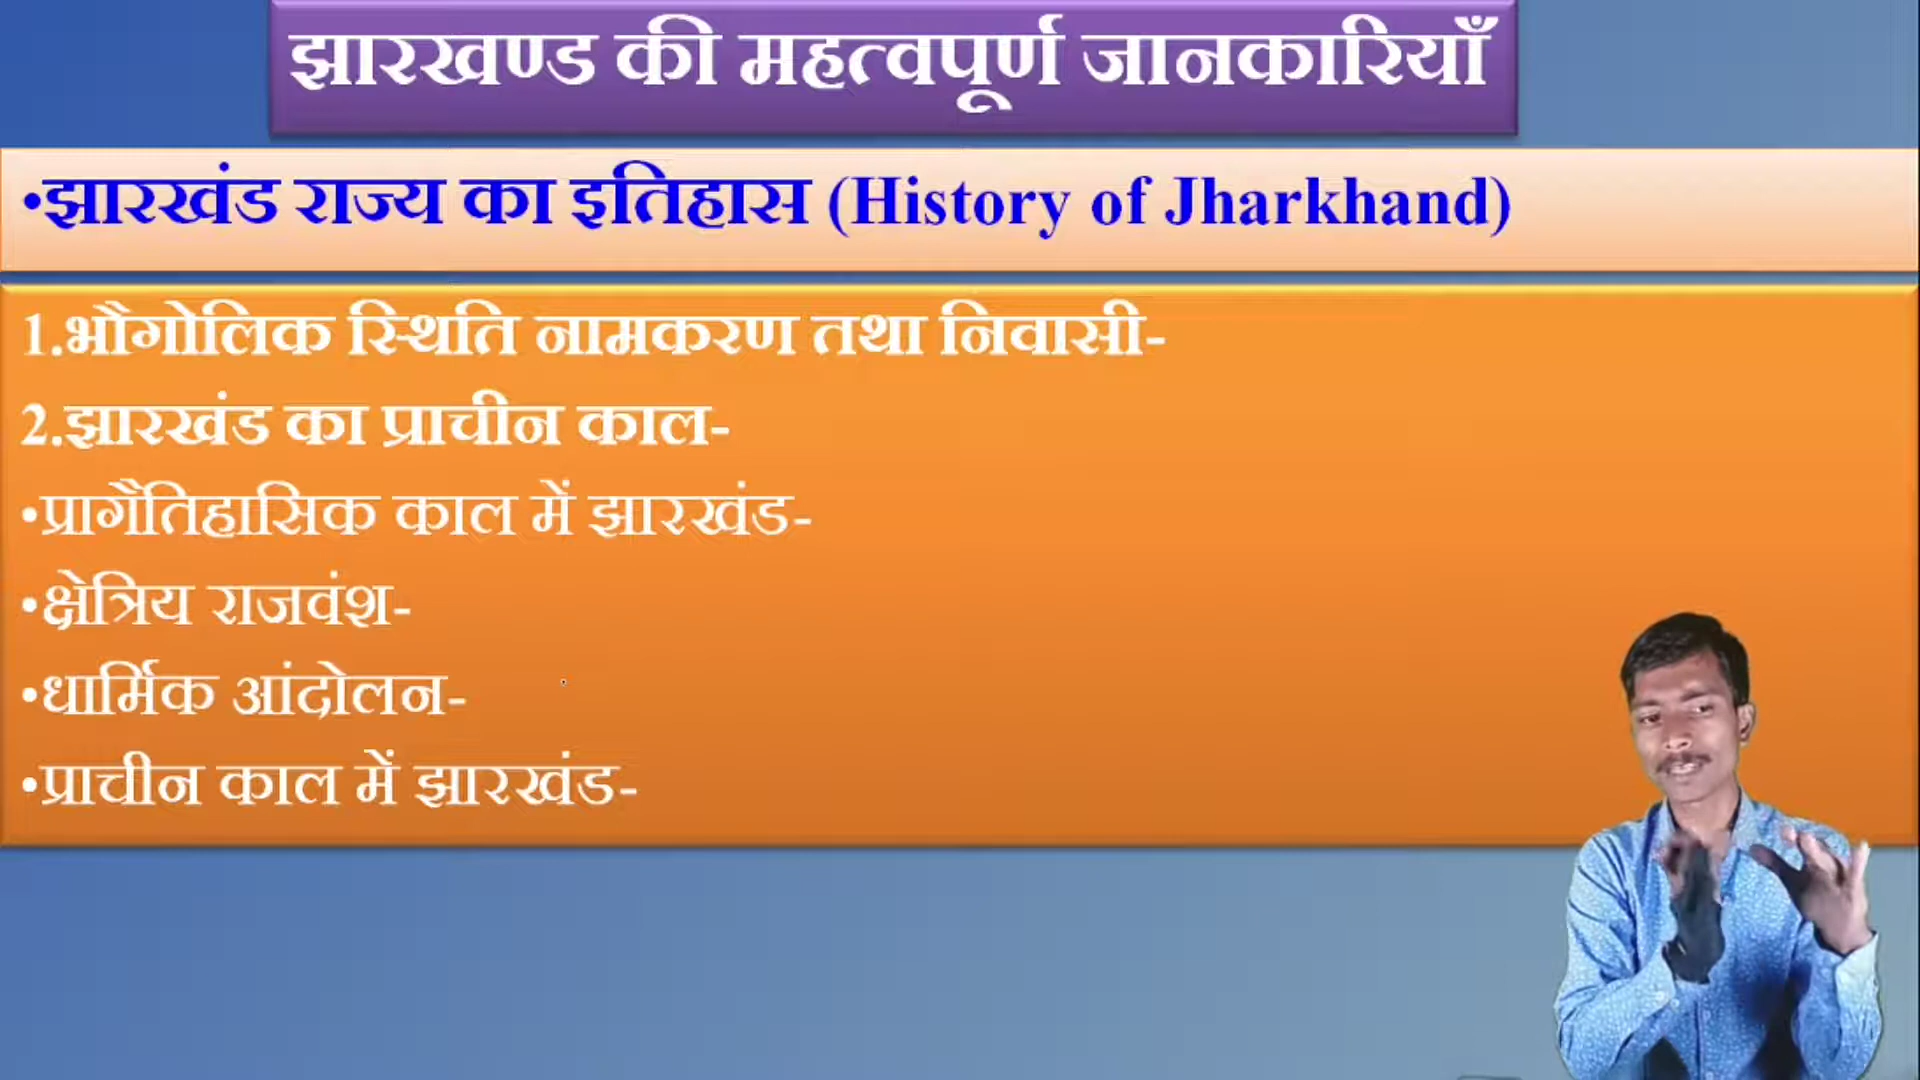 झारखण्ड की महत्वपूर्ण जानकारियाँ
•झारखंड राज्य का इतिहास (History of Jharkhand)
1.भौगोलिक स्थिति नामकरण तथा निवासी-
2.झारखंड का प्राचीन काल-
•प्रागैतिहासिक काल में झारखंड-
•क्षेत्रिय राजवंश-
•धार्मिक आंदोलन-
•प्राचीन काल में झारखंड-